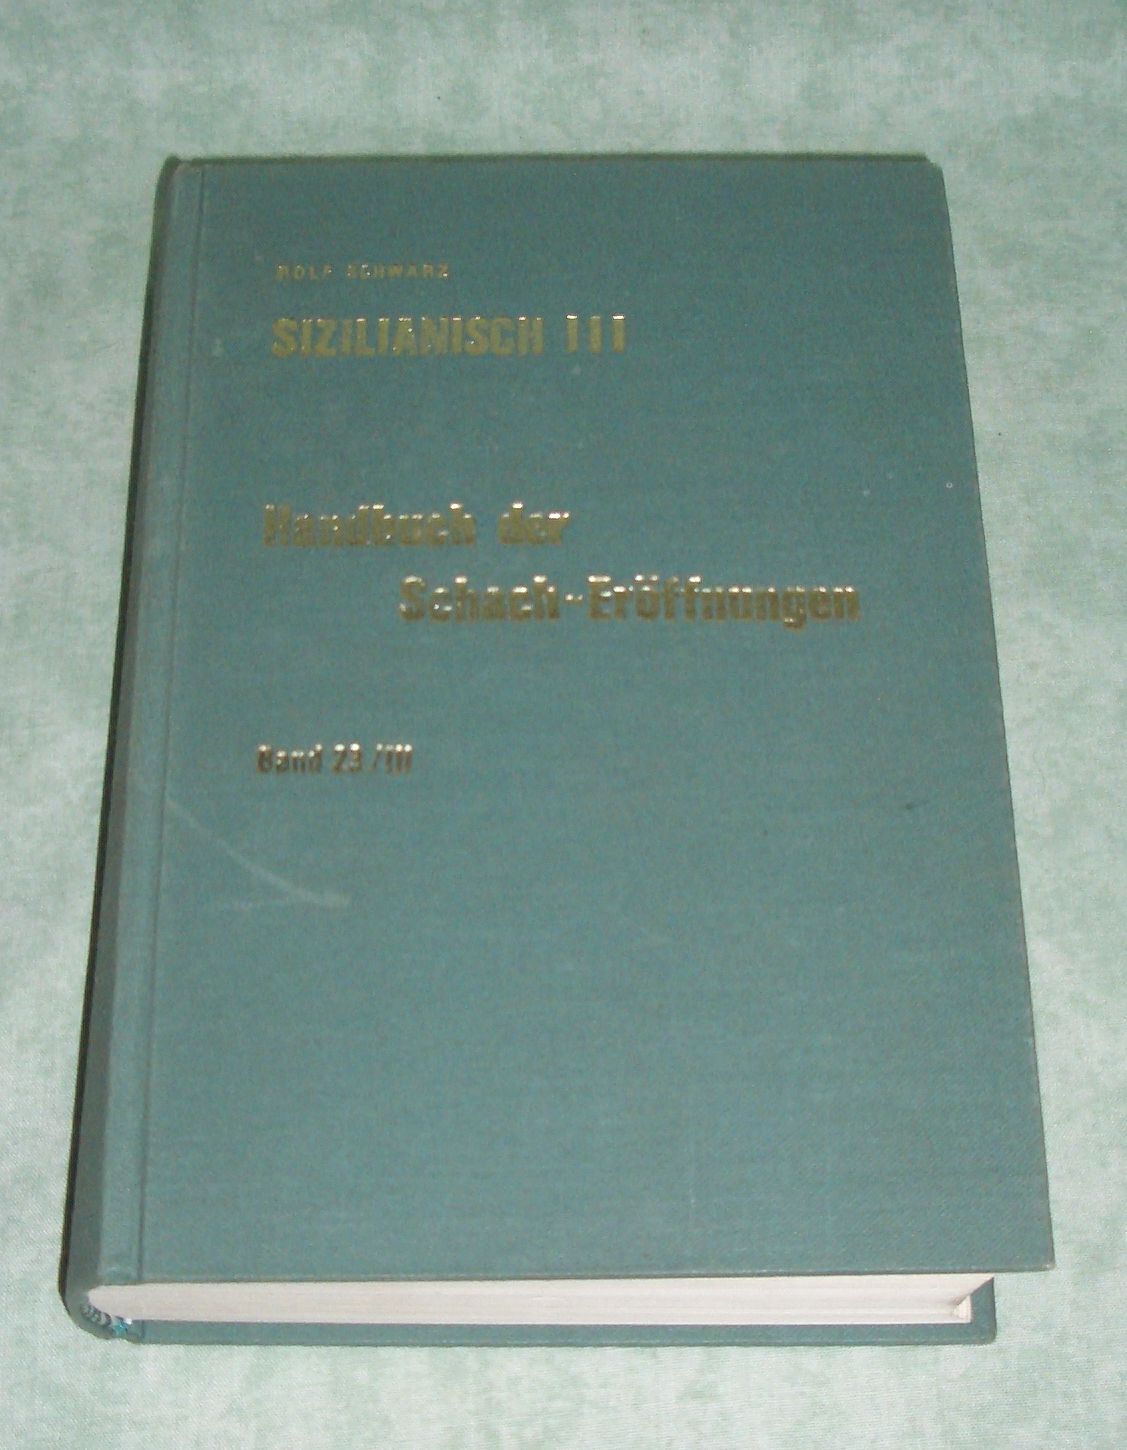 ROLF SCHWARZ
SIZILIANISCH III
Handbuch der
Schach-Eröffnungen
Band 23/III